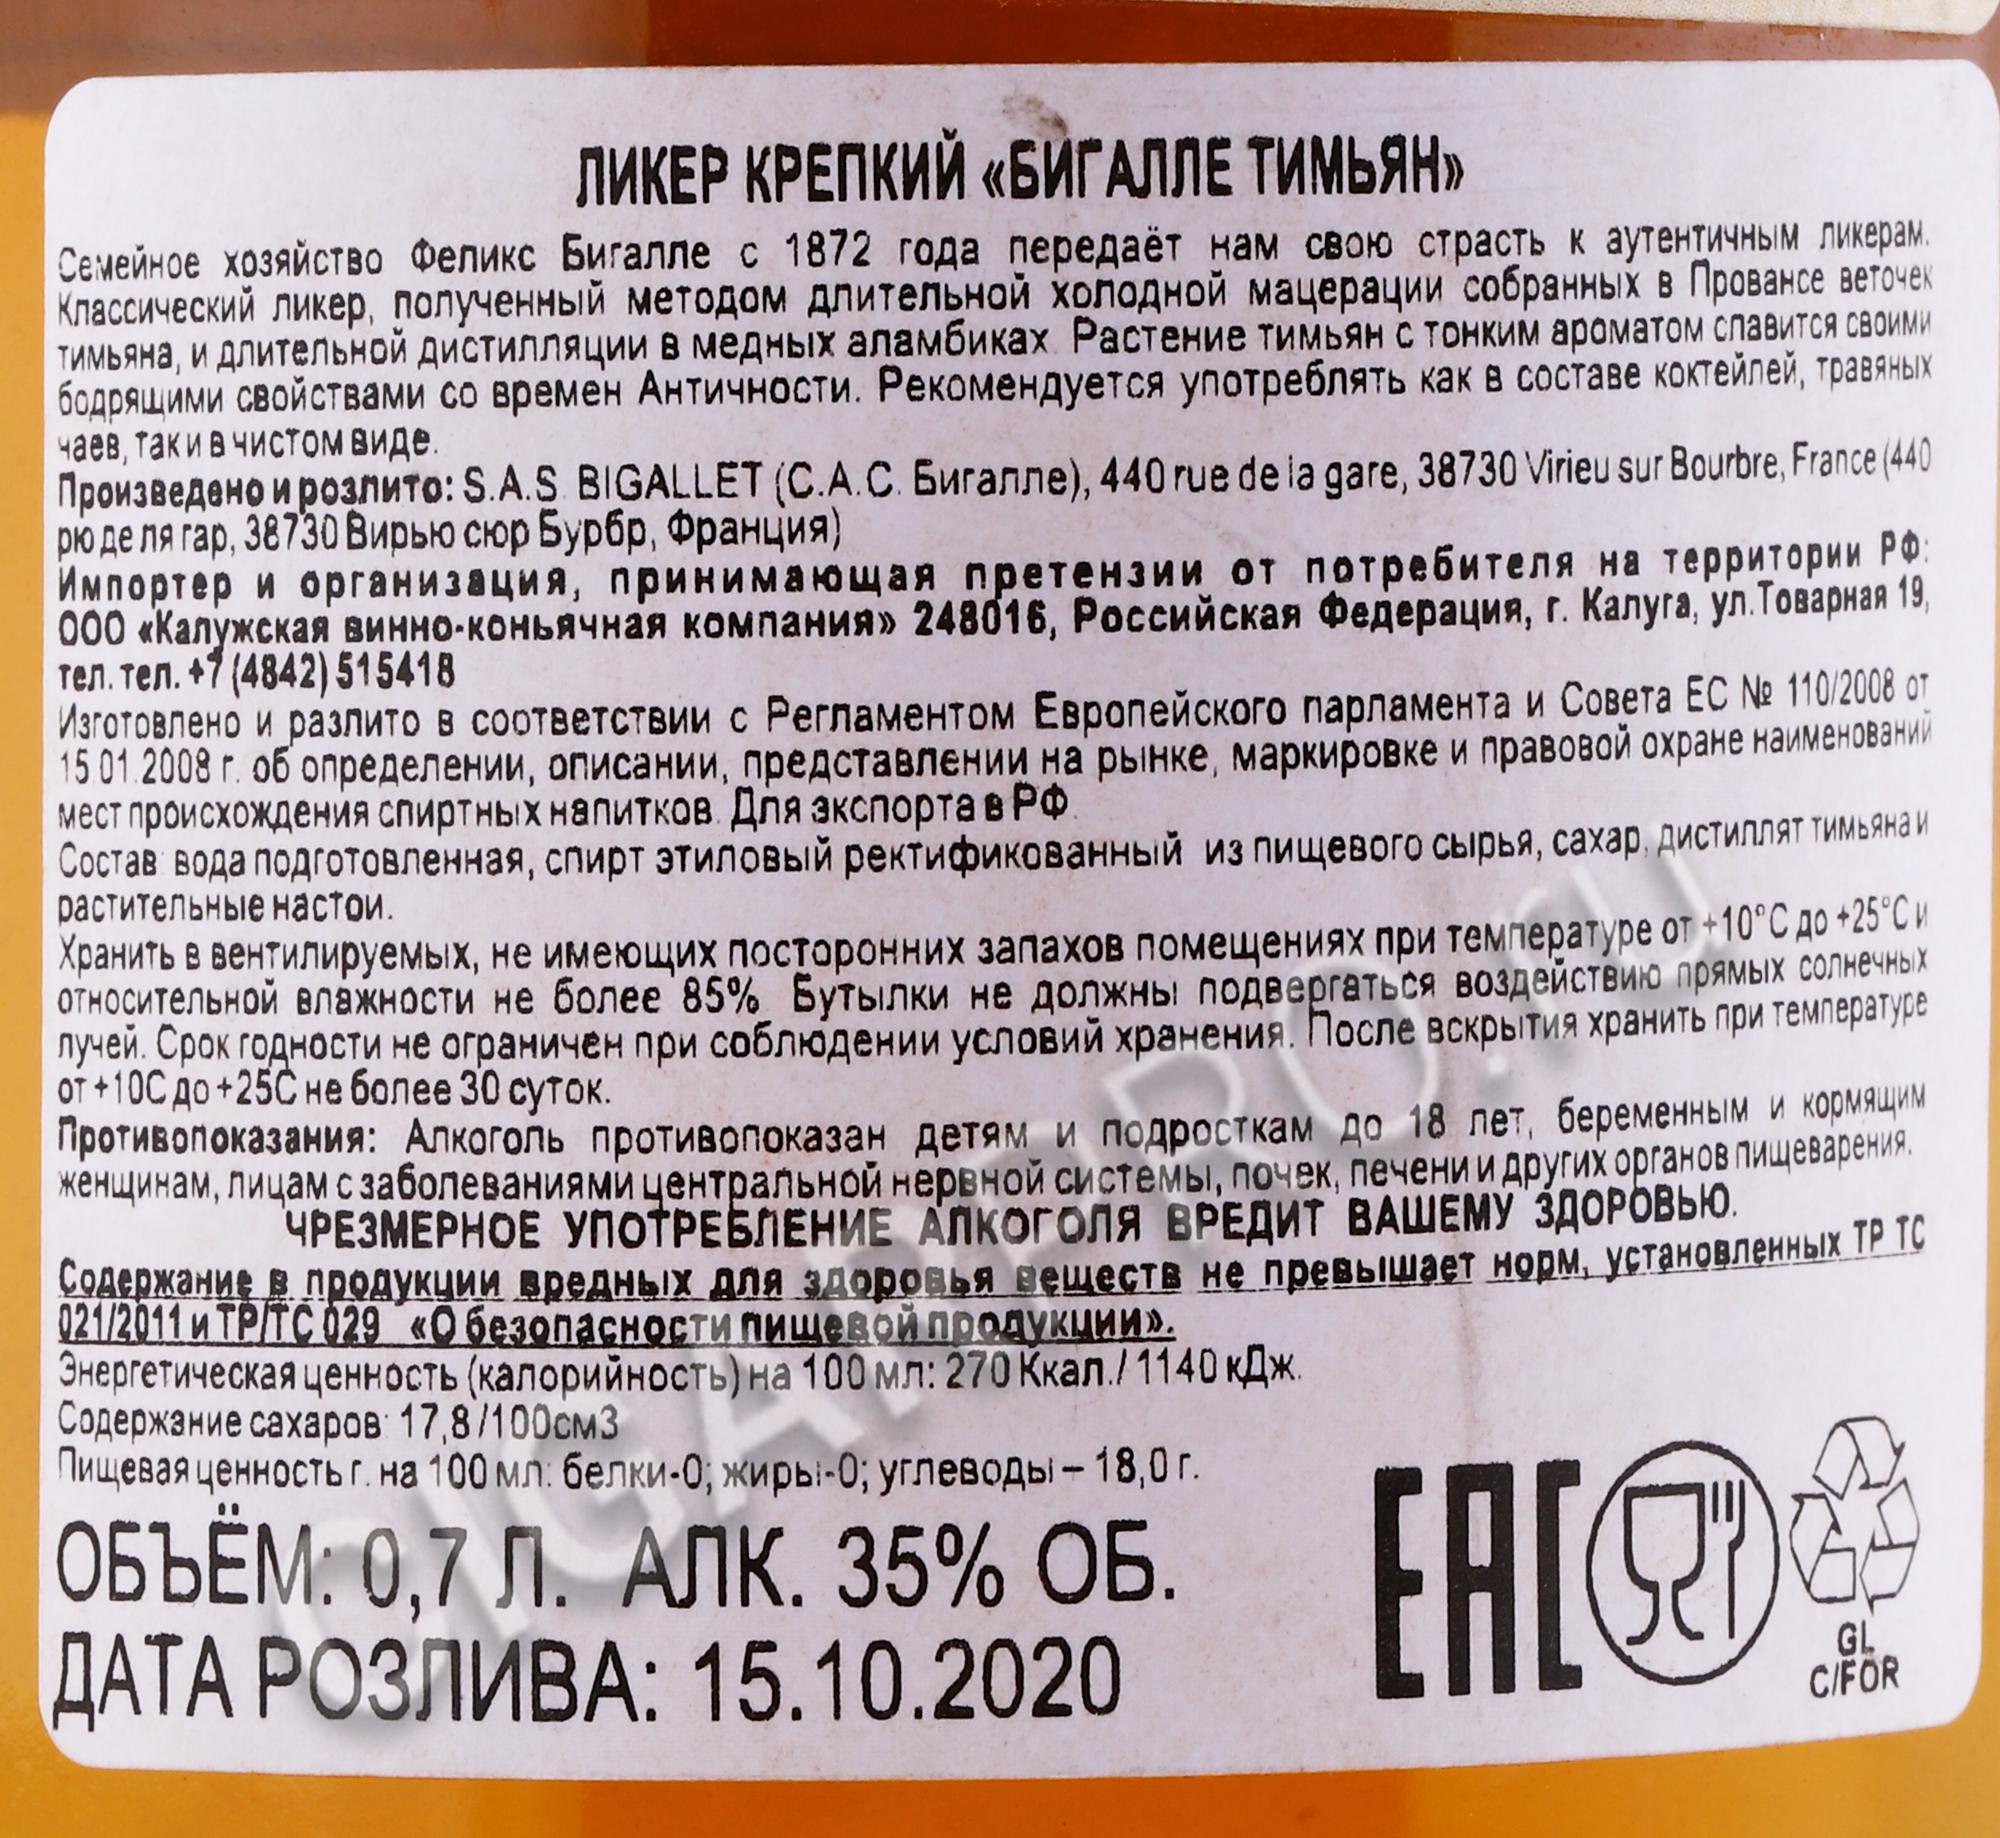 ЛИКЕР КРЕПКИЙ «БИГАЛЛЕ ТИМЬЯН»
Семейное хозяйство Феликс Бигалле с 1872 года передаёт нам свою страсть к аутентичным ликерам.
Классический ликер, полученный методом длительной холодной мацерации собранных в Провансе веточек
тимьяна, и длительной дистилляции в медных аламбиках. Растение тимьян с тонким ароматом славится своими
бодрящими свойствами со времен Античности. Рекомендуется употреблять как в составе коктейлей, травяных
чаев, так и в чистом виде.
Произведено и розлито: S.A.S. BIGALLET (С.А.С. Бигалле), 440 rue de la gare, 38730 Virieu sur Bourbre, France (440
рю де ля гар, 38730 Вирью сюр Бурбр, Франция)
Импортер и организация, принимающая претензии от потребителя на территории РФ:
ООО «Калужская винно-коньячная компания» 248016, Российская Федерация, г. Калуга, ул.Товарная 19,
тел. тел. +7 (4842) 515418
Изготовлено и разлито в соответствии с Регламентом Европейского парламента и Совета ЕС № 110/2008 от
15.01.2008 г. об определении, описании, представлении на рынке, маркировке и правовой охране наименований
мест происхождения спиртных напитков. Для экспорта в РФ.
Состав: вода подготовленная, спирт этиловый ректификованный из пищевого сырья, сахар, дистиллят тимьяна и
растительные настои.
Хранить в вентилируемых, не имеющих посторонних запахов помещениях при температуре от +10°С до +25°С и
относительной влажности не более 85%. Бутылки не должны подвергаться воздействию прямых солнечных
лучей. Срок годности не ограничен при соблюдении условий хранения. После вскрытия хранить при температуре
от +10С до +25С не более 30 суток.
Противопоказания: Алкоголь противопоказан детям и подросткам до 18 лет, беременным и кормящим
женщинам, лицам с заболеваниями центральной нервной системы, почек, печени и других органов пищеварения.
ЧРЕЗМЕРНОЕ УПОТРЕБЛЕНИЕ АЛКОГОЛЯ ВРЕДИТ ВАШЕМУ ЗДОРОВЬЮ.
Содержание в продукции вредных для здоровья веществ не превышает норм, установленных ТР ТС
021/2011 и ТР/ТС 029 «О безопасности пищевой продукции».
Энергетическая ценность (калорийность) на 100 мл: 270 Ккал./ 1140 кДж.
Содержание сахаров: 17,8 /100см3
Пищевая ценность г. на 100 мл: белки-0; жиры-0; углеводы – 18,0 г.
ОБЪЁМ: 0,7 Л. АЛК. 35% ОБ.
ДАТА РОЗЛИВА: 15.10.2020
EAC
GL
C/FOR
CIGARPRO.ru